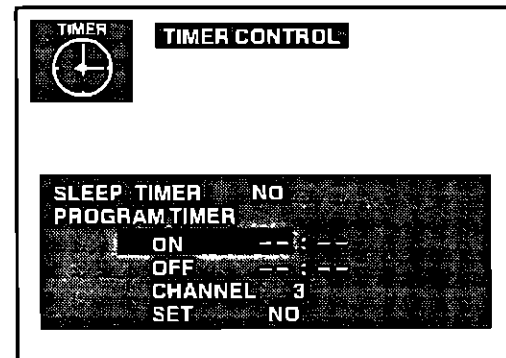 TIMER
TIMER CONTROL
SLEEP TIMER NO
PROGRAM TIMER
ON --:--
OFF --:--
CHANNEL 3
SET NO